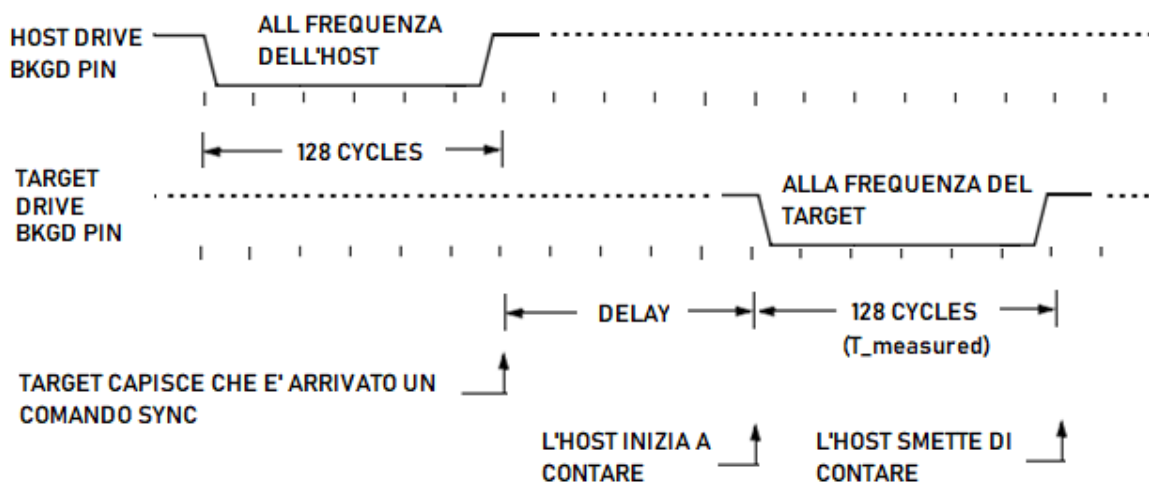 HOST DRIVE
BKGD PIN
ALL FREQUENZA
DELL'HOST
128 CYCLES
TARGET
DRIVE
BKGD PIN
ALLA FREQUENZA DEL
TARGET
DELAY
128 CYCLES
(T_measured)
TARGET CAPISCE CHE E' ARRIVATO UN
COMANDO SYNC
L'HOST INIZIA A
CONTARE
L'HOST SMETTE DI
CONTARE